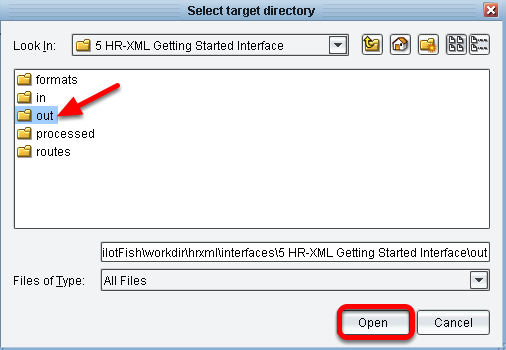 Select target directory
Look In: 5 HR-XML Getting Started Interface
formats
in
out
processed
routes
ilotFish\workdir\hrxml\interfaces\5 HR-XML Getting Started Interface\out
Files of Type: All Files
Open Cancel